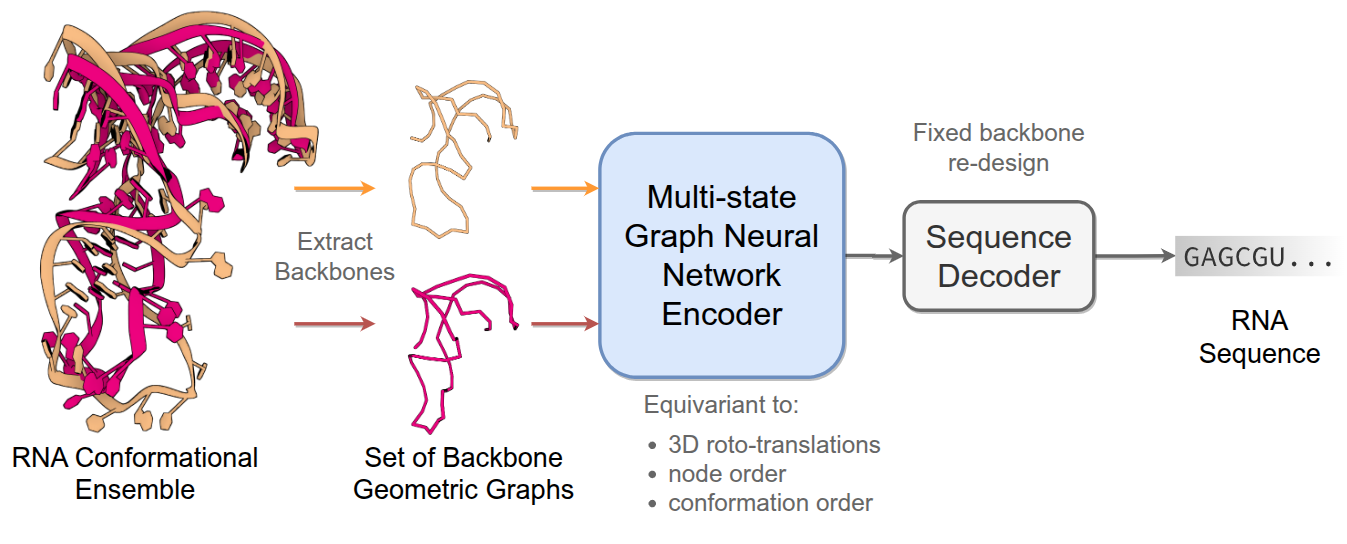 RNA Conformational
Ensemble
Extract
Backbones
Set of Backbone
Geometric Graphs
Multi-state
Graph Neural
Network
Encoder
Equivariant to:
• 3D roto-translations
• node order
• conformation order
Fixed backbone
re-design
Sequence
Decoder
GAGCGU...
RNA
Sequence